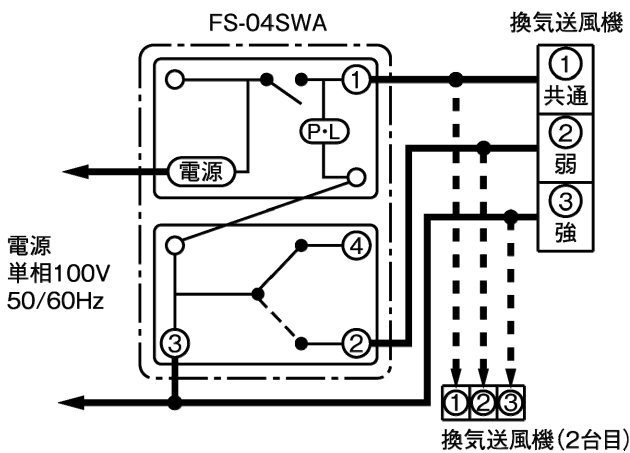 FS-04SWA
換気送風機
①
共通
②
弱
③
強
①
P・L
電源
電源
単相100V
50/60Hz
④
③
②
①②③
換気送風機(2台目)